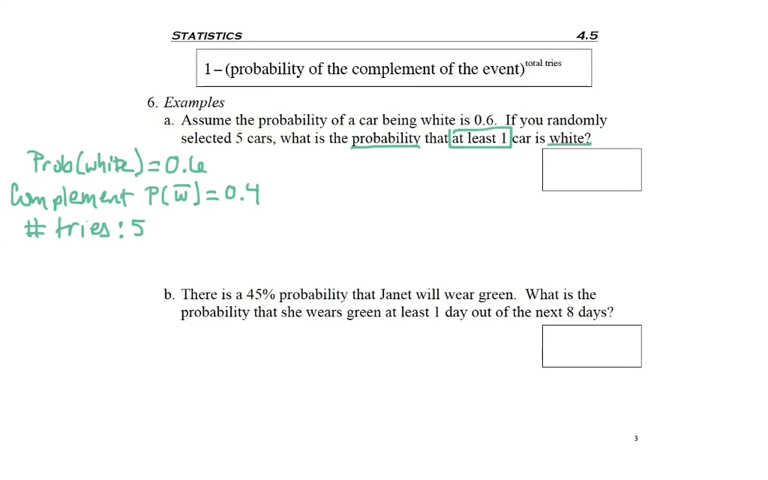 STATISTICS 4.5
1 – (probability of the complement of the event)^total tries
6. Examples
a. Assume the probability of a car being white is 0.6. If you randomly
selected 5 cars, what is the probability that at least 1 car is white?
Prob(white) = 0.6
Complement P(w̅) = 0.4
# tries: 5
b. There is a 45% probability that Janet will wear green. What is the
probability that she wears green at least 1 day out of the next 8 days?
3